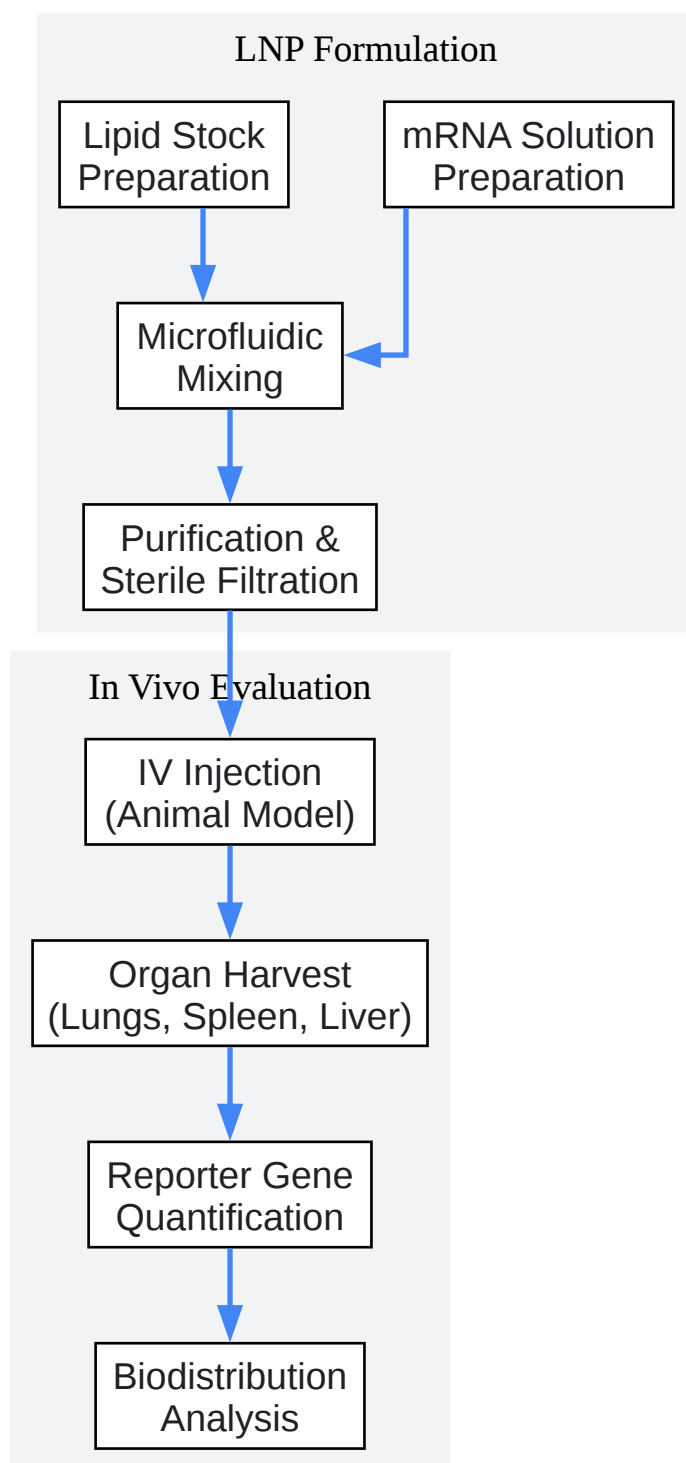 LNP Formulation
Lipid Stock
Preparation
mRNA Solution
Preparation
Microfluidic
Mixing
Purification &
Sterile Filtration
In Vivo Evaluation
IV Injection
(Animal Model)
Organ Harvest
(Lungs, Spleen, Liver)
Reporter Gene
Quantification
Biodistribution
Analysis